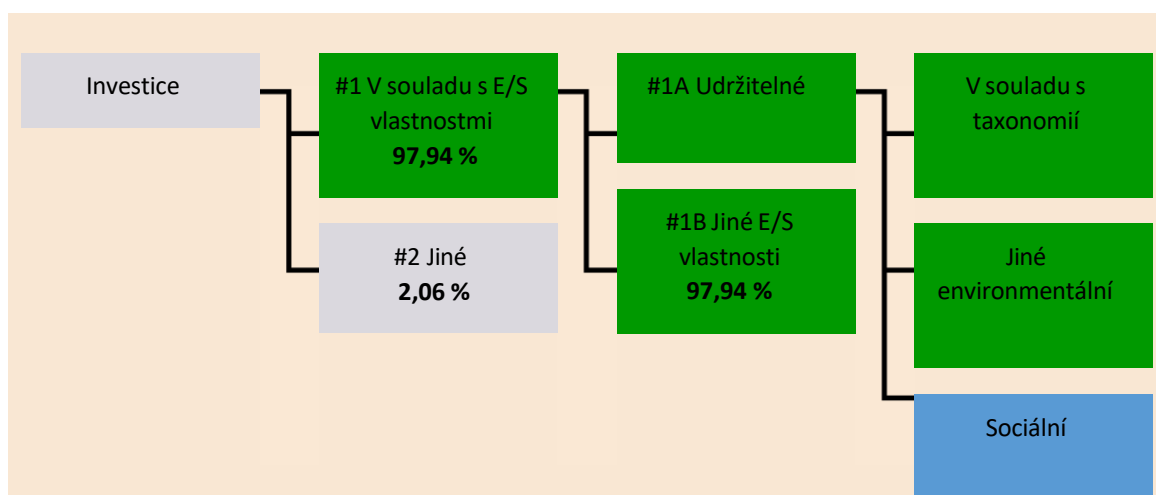 Investice
#1 V souladu s E/S
vlastnostmi
97,94 %
#2 Jiné
2,06 %
#1A Udržitelné
#1B Jiné E/S
vlastnosti
97,94 %
V souladu s
taxonomií
Jiné
environmentální
Sociální